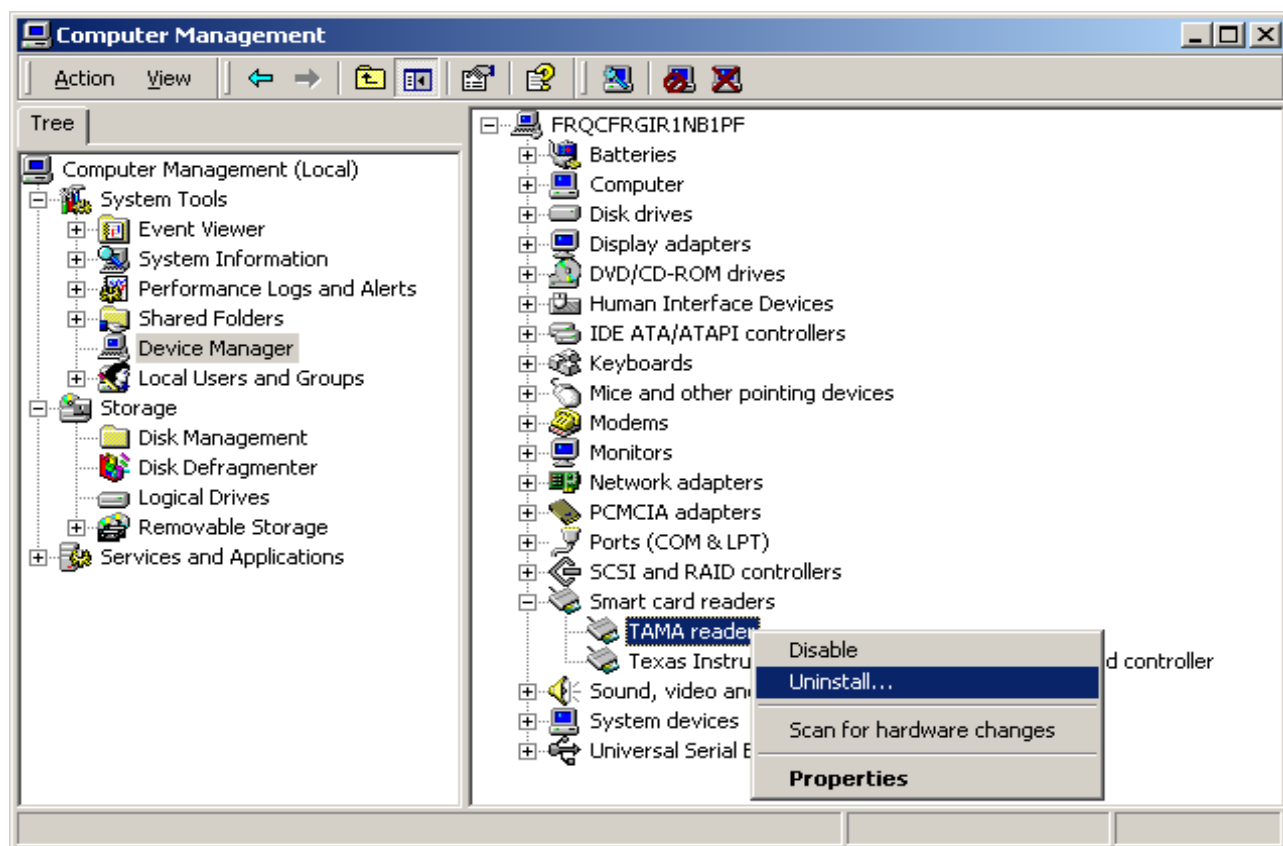 Computer Management
Action View
Tree
Computer Management (Local)
System Tools
Event Viewer
System Information
Performance Logs and Alerts
Shared Folders
Device Manager
Local Users and Groups
Storage
Disk Management
Disk Defragmenter
Logical Drives
Removable Storage
Services and Applications
FRQCFRGIR1NB1PF
Batteries
Computer
Disk drives
Display adapters
DVD/CD-ROM drives
Human Interface Devices
IDE ATA/ATAPI controllers
Keyboards
Mice and other pointing devices
Modems
Monitors
Network adapters
PCMCIA adapters
Ports (COM & LPT)
SCSI and RAID controllers
Smart card readers
TAMA reader
Texas Instru d controller
Sound, video an
System devices
Universal Serial
Disable
Uninstall...
Scan for hardware changes
Properties